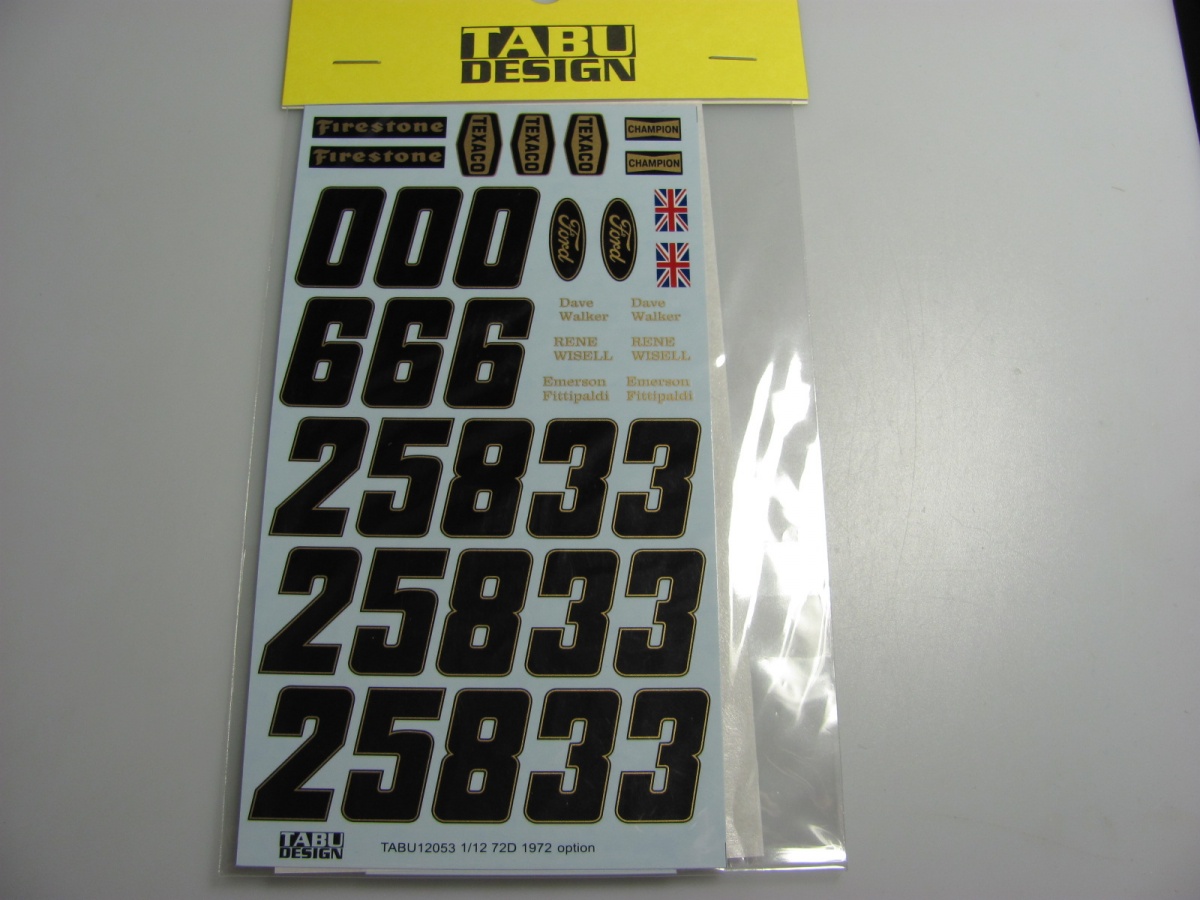 TABU
DESIGN
Firestone
Firestone
TEXACO
TEXACO
TEXACO
CHAMPION
CHAMPION
000
Ford
Ford
666
Dave
Walker
Dave
Walker
RENE
WISELL
RENE
WISELL
Emerson
Fittipaldi
Emerson
Fittipaldi
25833
25833
25833
TABU
DESIGN
TABU12053 1/12 72D 1972 option